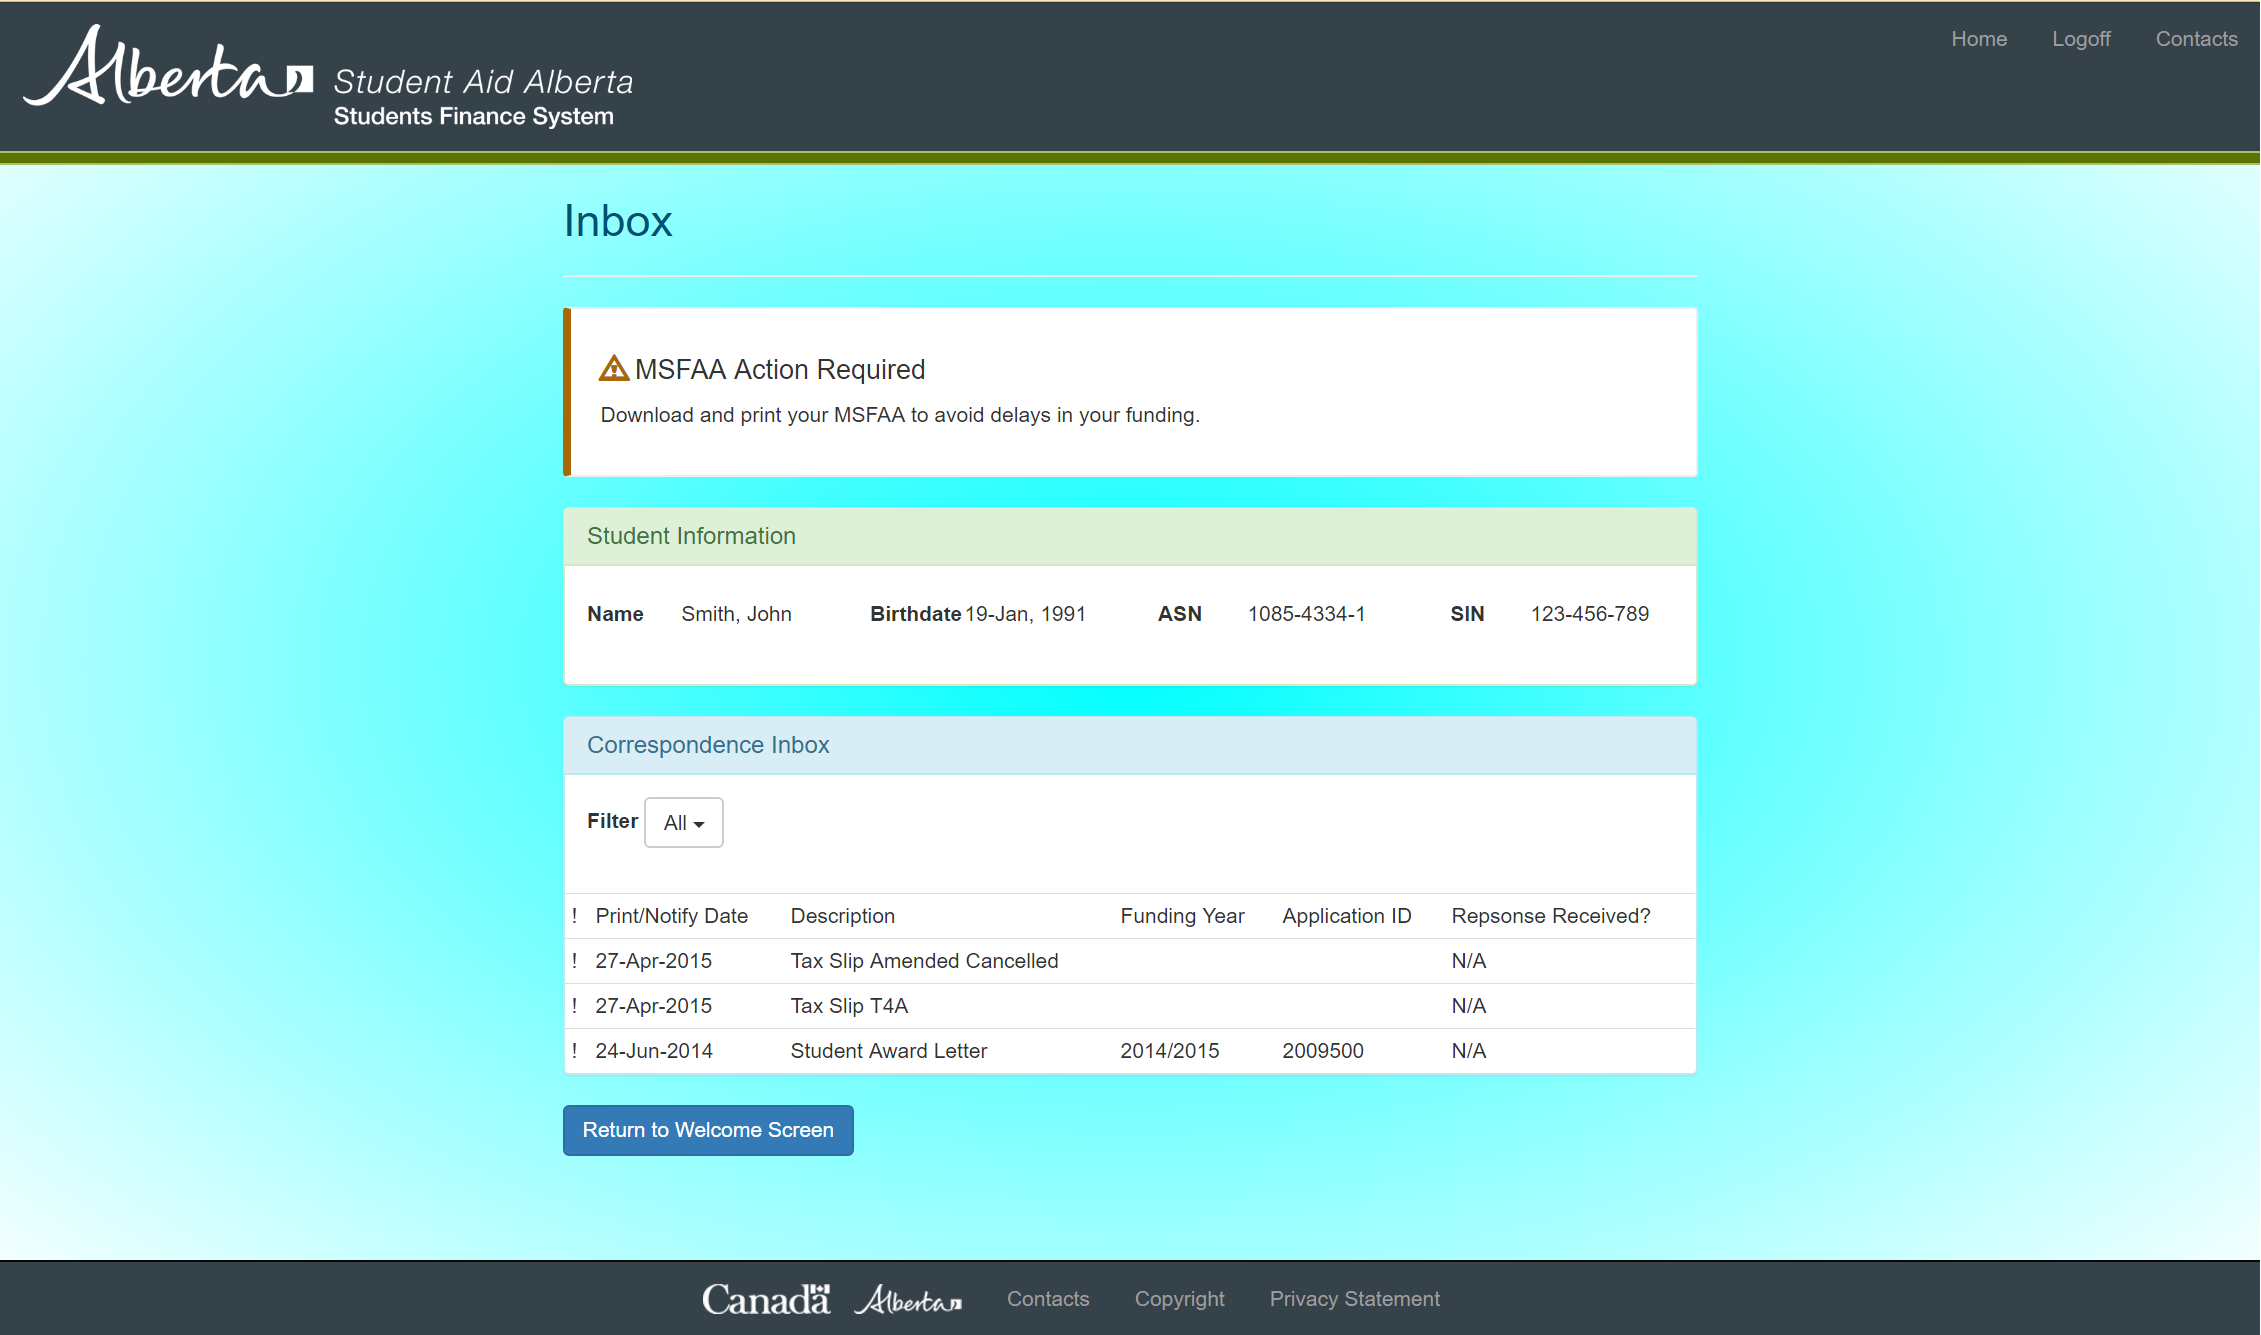 Home Logoff Contacts
Alberta Student Aid Alberta
Students Finance System
Inbox
MSFAA Action Required
Download and print your MSFAA to avoid delays in your funding.
Student Information
Name Smith, John Birthdate 19-Jan, 1991 ASN 1085-4334-1 SIN 123-456-789
Correspondence Inbox
Filter All
! Print/Notify Date Description Funding Year Application ID Repsonse Received?
! 27-Apr-2015 Tax Slip Amended Cancelled N/A
! 27-Apr-2015 Tax Slip T4A N/A
! 24-Jun-2014 Student Award Letter 2014/2015 2009500 N/A
Return to Welcome Screen
Canada Alberta Contacts Copyright Privacy Statement